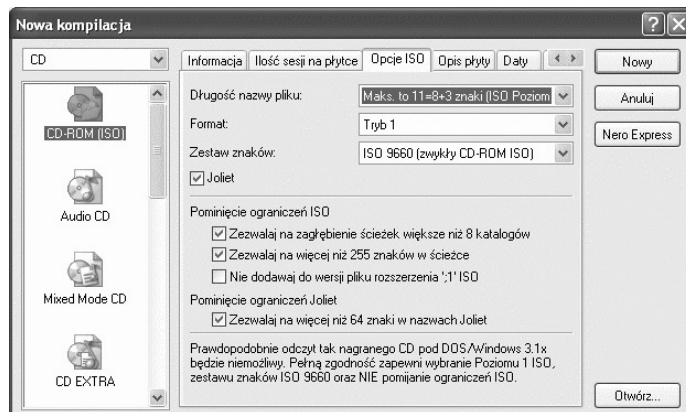 Nowa kompilacja
CD
CD-ROM (ISO)
Audio CD
Mixed Mode CD
CD EXTRA
Informacja
Ilość sesji na płytce
Opcje ISO
Opis płyty
Daty
Długość nazwy pliku:
Maks. to 11=8+3 znaki (ISO Poziom
Format:
Tryb 1
Zestaw znaków:
ISO 9660 (zwykły CD-ROM ISO)
Joliet
Pominięcie ograniczeń ISO
Zezwalaj na zagłębienie ścieżek większe niż 8 katalogów
Zezwalaj na więcej niż 255 znaków w ścieżce
Nie dodawaj do wersji pliku rozszerzenia ';1' ISO
Pominięcie ograniczeń Joliet
Zezwalaj na więcej niż 64 znaki w nazwach Joliet
Prawdopodobnie odczyt tak nagranego CD pod DOS/Windows 3.1x
będzie niemożliwy. Pełną zgodność zapewni wybranie Poziomu 1 ISO,
zestawu znaków ISO 9660 oraz NIE pomijanie ograniczeń ISO.
Nowy
Anuluj
Nero Express
Otwórz...